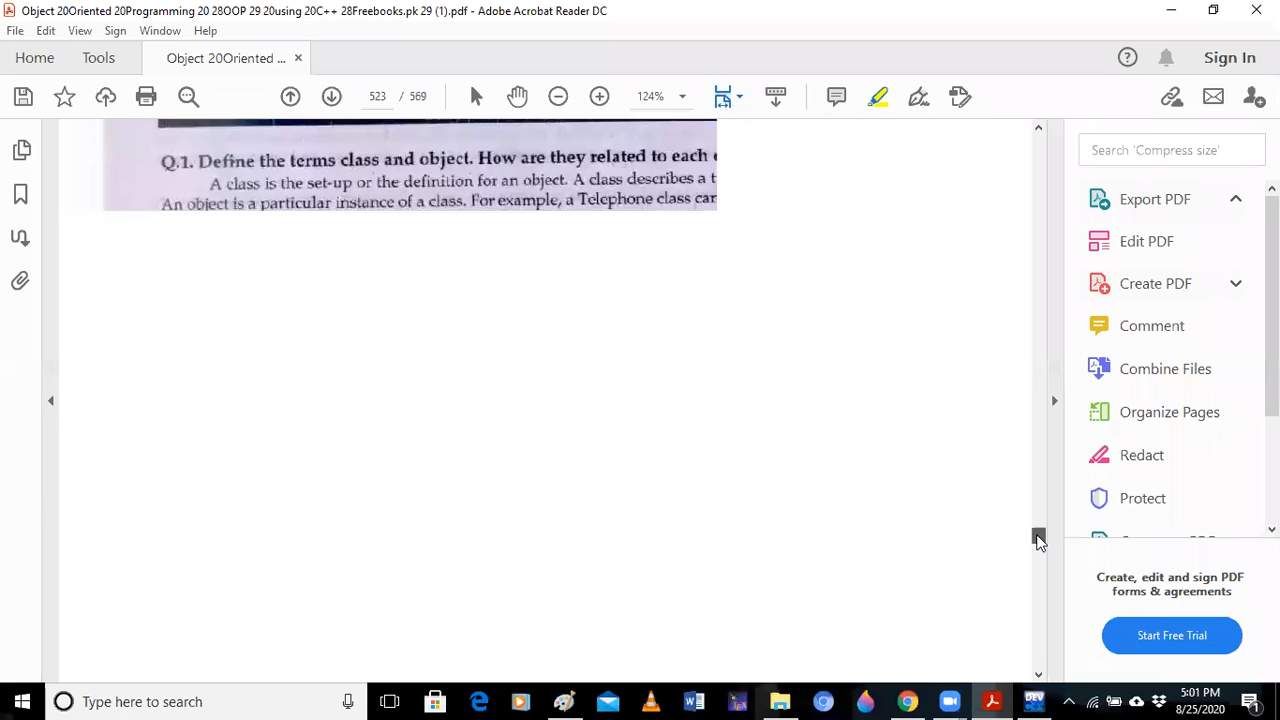 Object 20Oriented 20Programming 20 28OOP 29 20using 20C++ 28Freebooks.pk 29 (1).pdf - Adobe Acrobat Reader DC
File Edit View Sign Window Help
Home Tools Object 20Oriented ... × Sign In
523 / 569 124%
Q.1. Define the terms class and object. How are they related to each
A class is the set-up or the definition for an object. A class describes a t
An object is a particular instance of a class. For example, a Telephone class car
Search 'Compress size'
Export PDF
Edit PDF
Create PDF
Comment
Combine Files
Organize Pages
Redact
Protect
Create, edit and sign PDF
forms & agreements
Start Free Trial
Type here to search
5:01 PM
8/25/2020